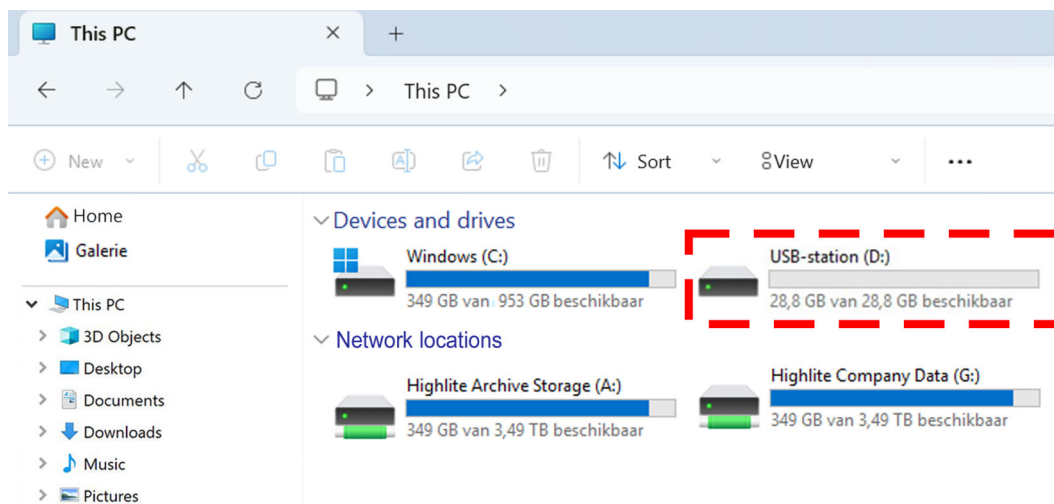 This PC
This PC
New
Sort
View
Home
Galerie
This PC
3D Objects
Desktop
Documents
Downloads
Music
Pictures
Devices and drives
Windows (C:)
349 GB van 953 GB beschikbaar
USB-station (D:)
28,8 GB van 28,8 GB beschikbaar
Network locations
Highlite Archive Storage (A:)
349 GB van 3,49 TB beschikbaar
Highlite Company Data (G:)
349 GB van 3,49 TB beschikbaar